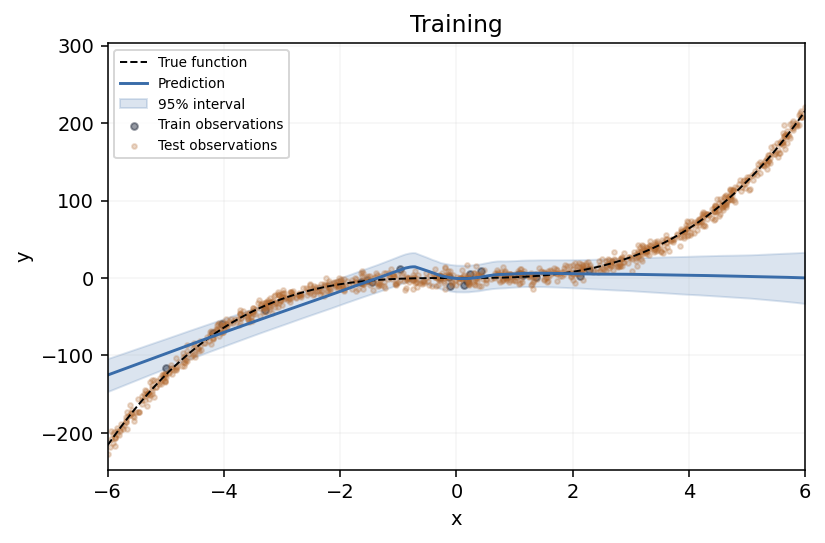 Training
True function
Prediction
95% interval
Train observations
Test observations
300
200
100
0
−100
−200
y
−6
−4
−2
0
2
4
6
x